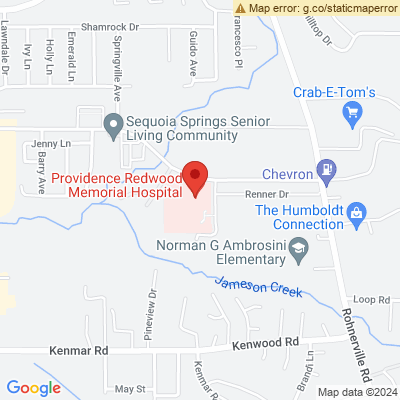 Map error: g.co/staticmaperror
Shamrock Dr
Lawndale Dr
Ivy Ln
Holly Ln
Emerald Ln
Springville Ave
Guido Ave
Francesco Pl
Hilltop Dr
Crab-E-Tom's
Sequoia Springs Senior
Living Community
Jenny Ln
Barry Ave
Providence Redwood
Memorial Hospital
Chevron
Renner Dr
The Humboldt
Connection
Norman G Ambrosini
Elementary
Jameson Creek
Pineview Dr
Loop Rd
Rohnerville Rd
Kenmar Rd
Kenwood Rd
May St
Kenmar Rd
Brandi Ln
Google
Map data ©2024